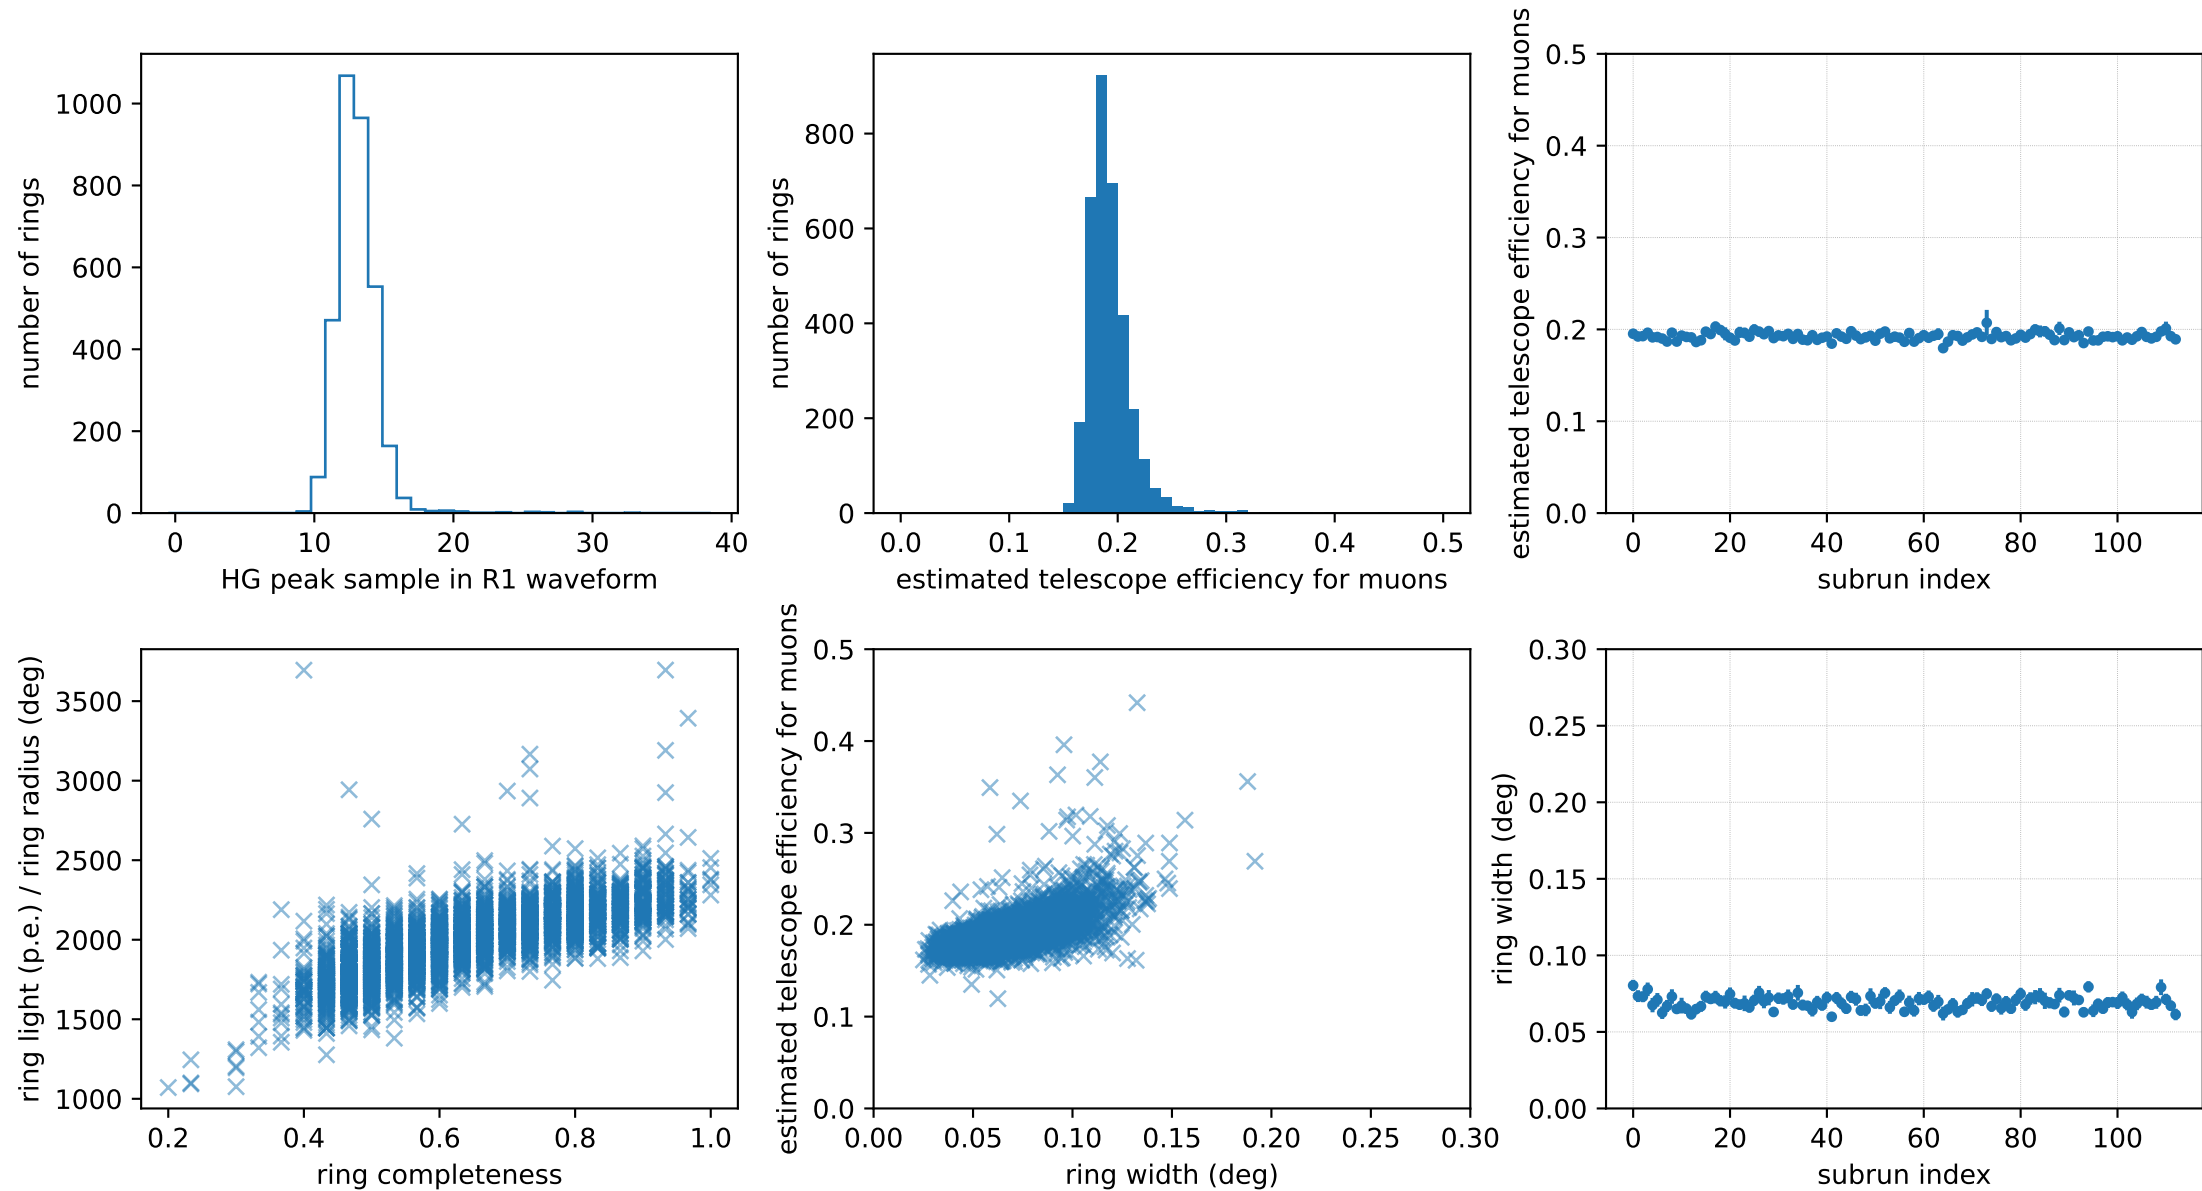 number of rings
1000
800
600
400
200
0
0 10 20 30 40
HG peak sample in R1 waveform
number of rings
800
600
400
200
0
0.0 0.1 0.2 0.3 0.4 0.5
estimated telescope efficiency for muons
estimated telescope efficiency for muons
0.5
0.4
0.3
0.2
0.1
0.0
0 20 40 60 80 100
subrun index
ring light (p.e.) / ring radius (deg)
3500
3000
2500
2000
1500
1000
0.2 0.4 0.6 0.8 1.0
ring completeness
estimated telescope efficiency for muons
0.5
0.4
0.3
0.2
0.1
0.0
0.00 0.05 0.10 0.15 0.20 0.25 0.30
ring width (deg)
ring width (deg)
0.30
0.25
0.20
0.15
0.10
0.05
0.00
0 20 40 60 80 100
subrun index